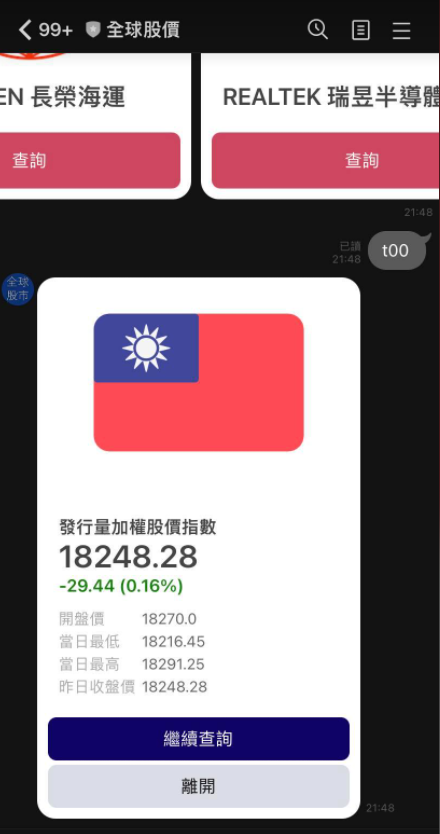 99+ 全球股價
EN 長榮海運
REALTEK 瑞昱半導體
查詢
查詢
21:48
已讀
21:48
t00
全球
股市
發行量加權股價指數
18248.28
-29.44 (0.16%)
開盤價 18270.0
當日最低 18216.45
當日最高 18291.25
昨日收盤價 18248.28
繼續查詢
離開
21:48